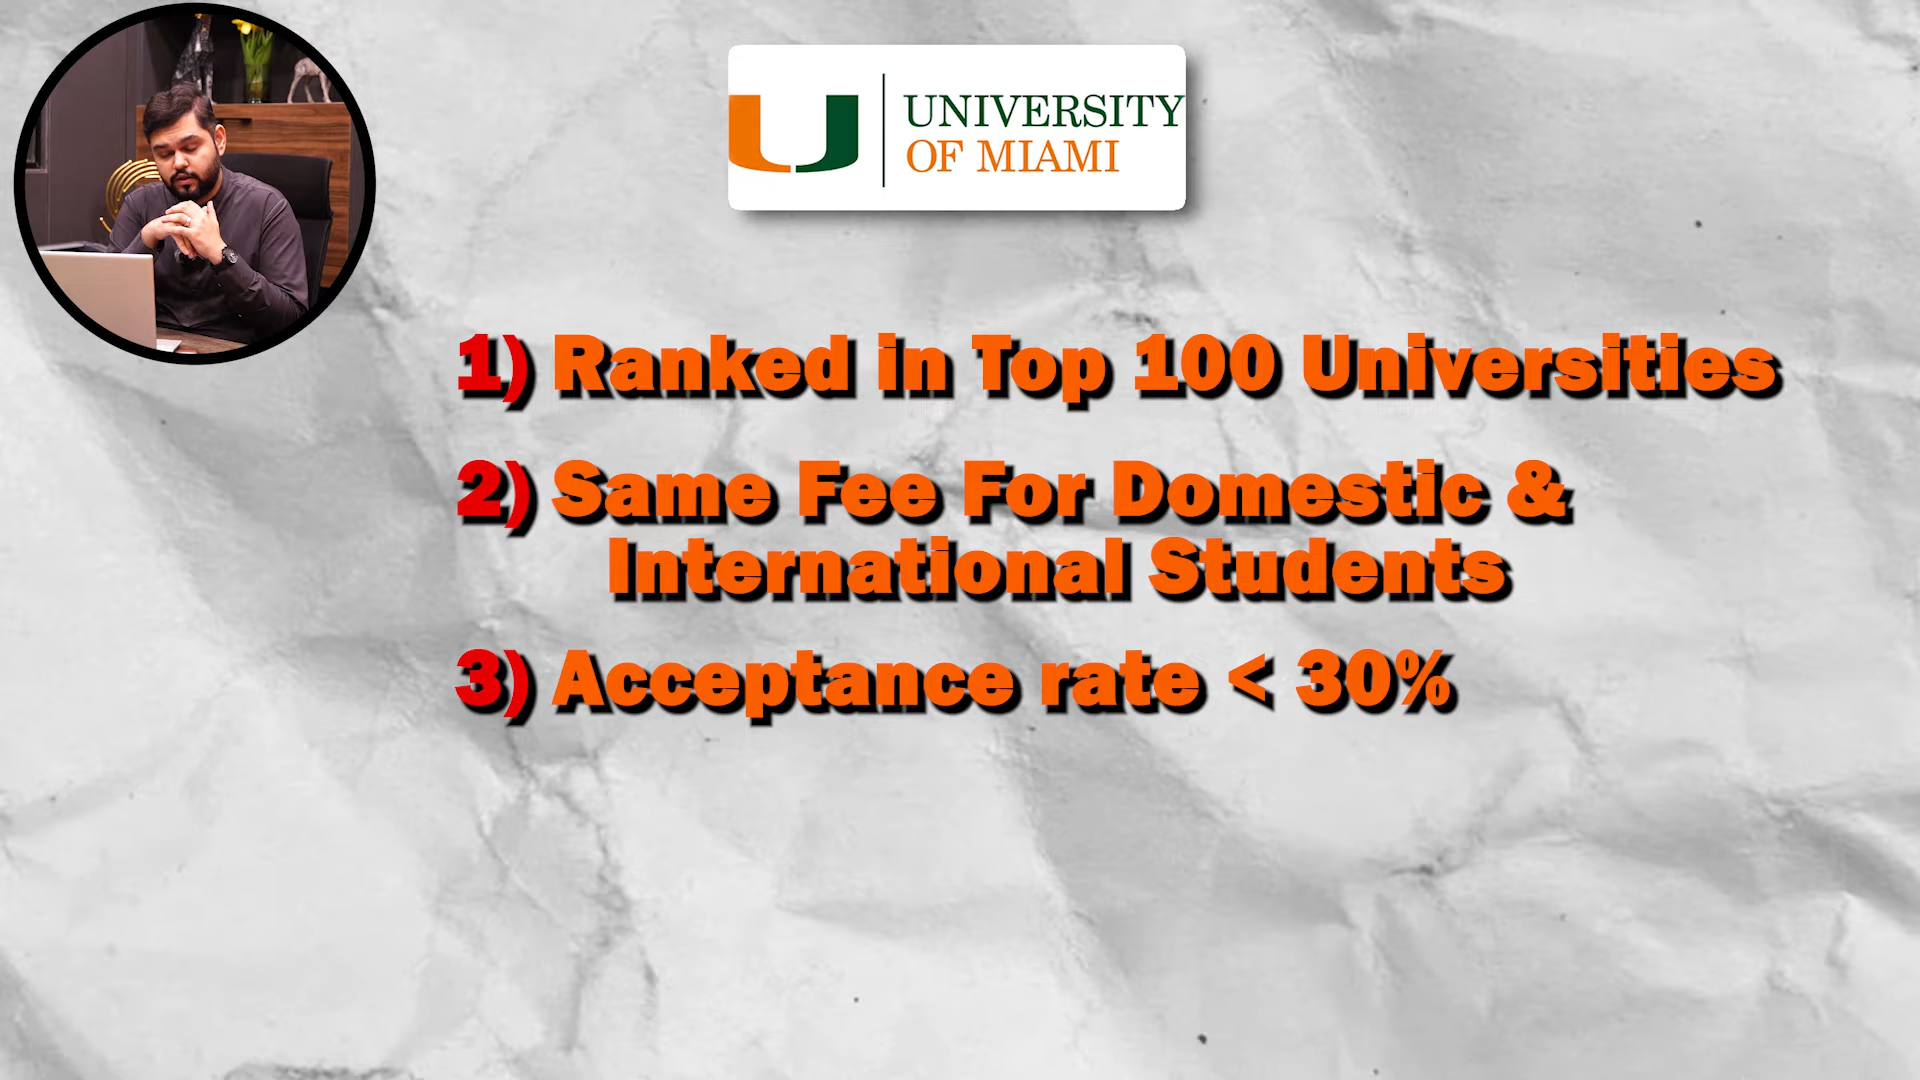 UNIVERSITY
OF MIAMI
1) Ranked in Top 100 Universities
2) Same Fee For Domestic &
International Students
3) Acceptance rate < 30%